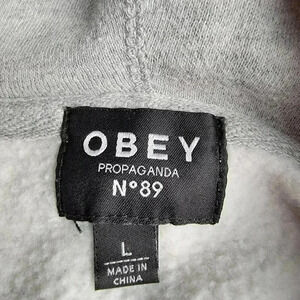 OBEY
PROPAGANDA
Nº89
L
MADE IN
CHINA